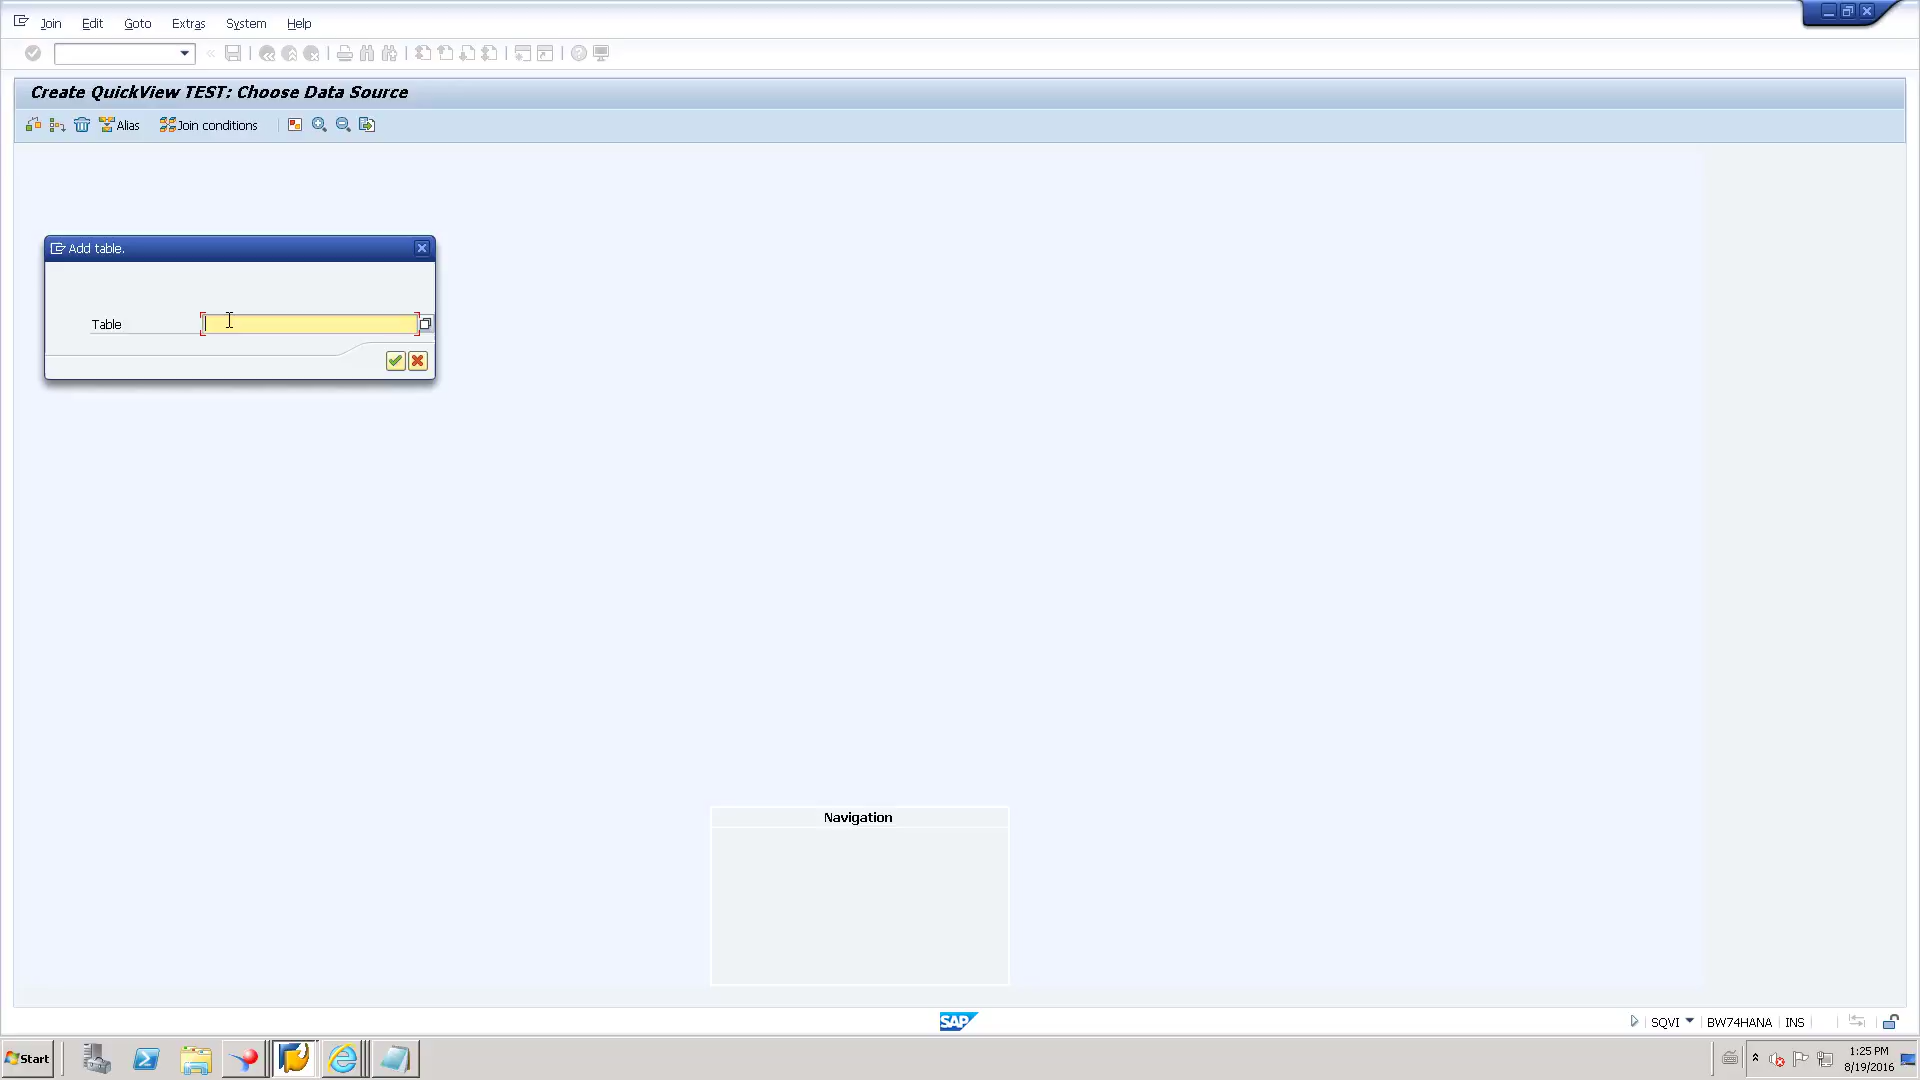 Join Edit Goto Extras System Help
Create QuickView TEST: Choose Data Source
Alias Join conditions
Add table.
Table
Navigation
SAP
SQVI BW74HANA INS
Start
1:25 PM
8/19/2016